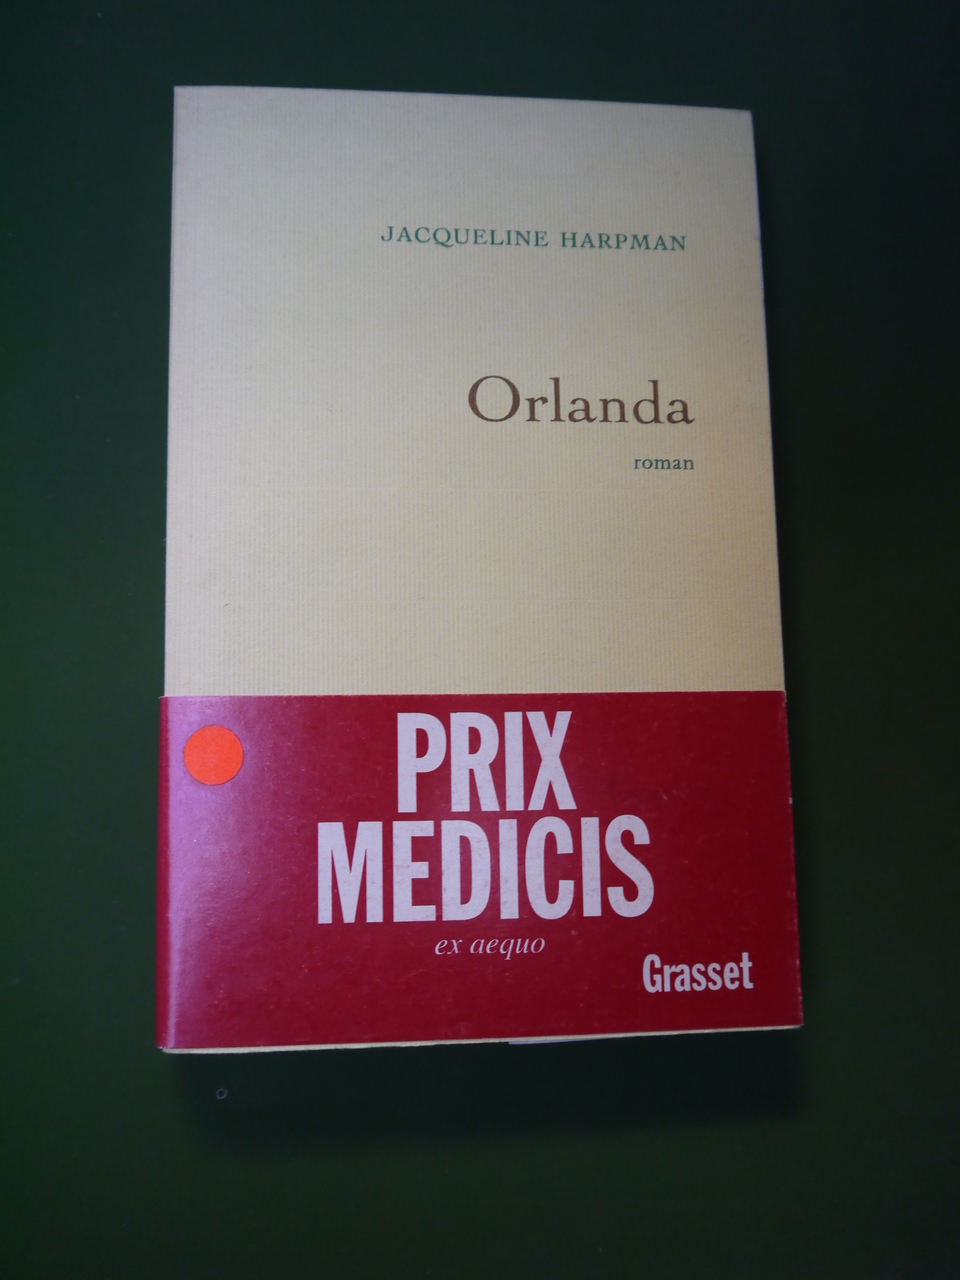 JACQUELINE HARPMAN
Orlanda
roman
PRIX
MEDICIS
ex aequo
Grasset